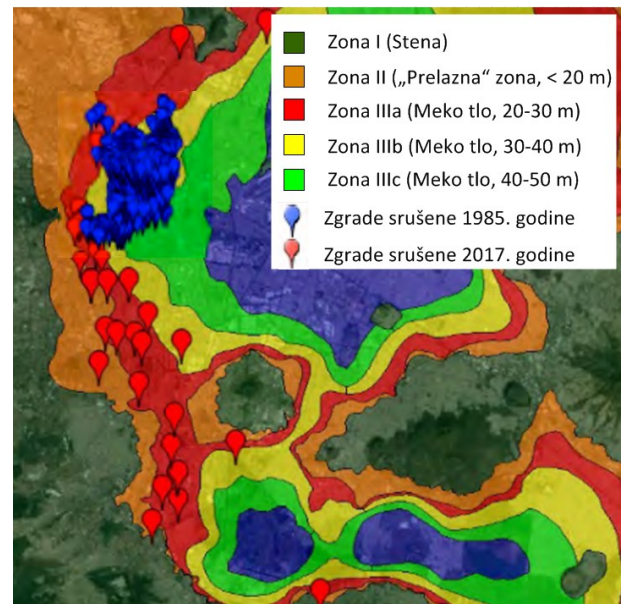 Zona I (Stena)
Zona II („Prelazna“ zona, < 20 m)
Zona IIIa (Meko tlo, 20-30 m)
Zona IIIb (Meko tlo, 30-40 m)
Zona IIIc (Meko tlo, 40-50 m)
Zgrade srušene 1985. godine
Zgrade srušene 2017. godine